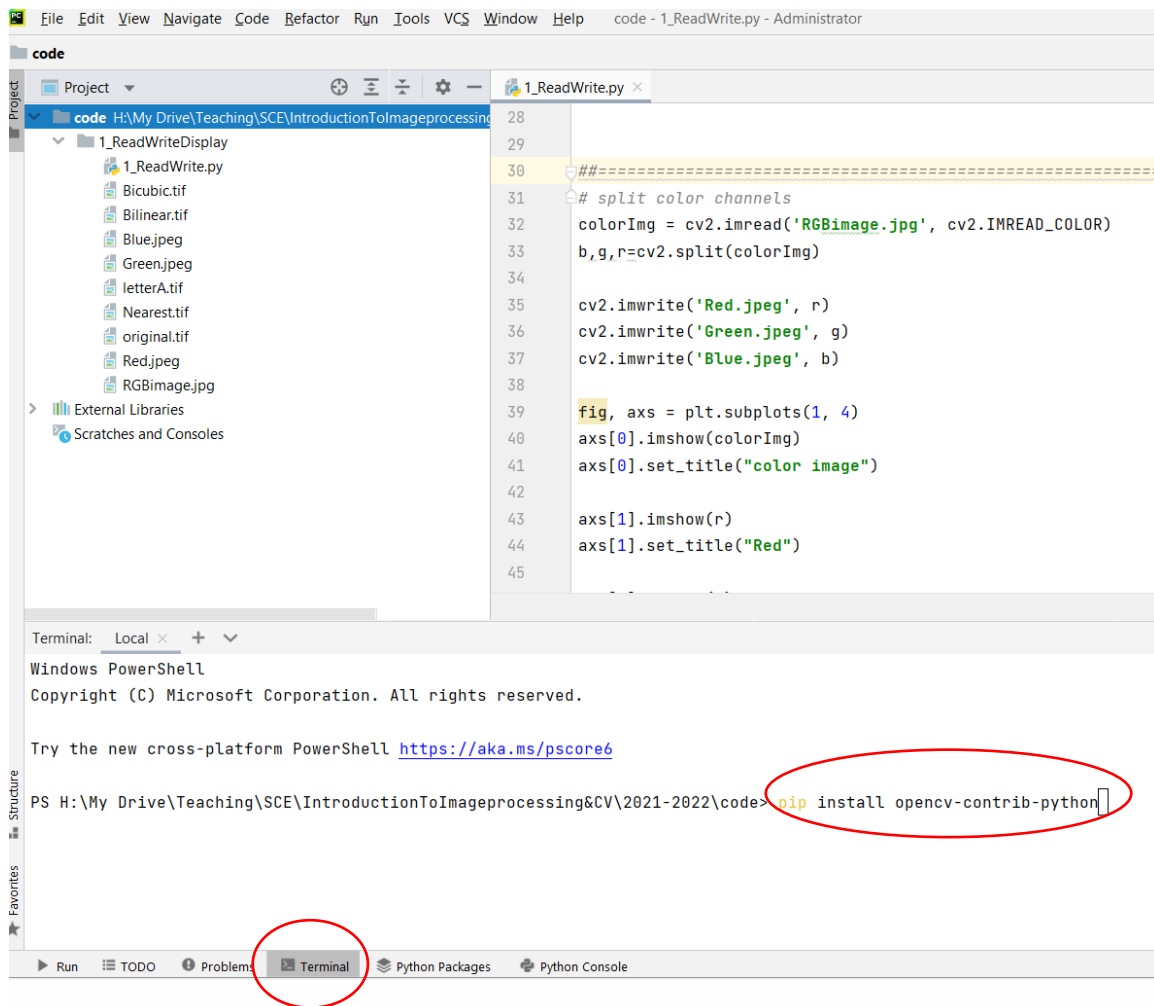 PC File Edit View Navigate Code Refactor Run Tools VCS Window Help code - 1_ReadWrite.py - Administrator
code
Project
Project
1_ReadWrite.py
code H:\My Drive\Teaching\SCE\IntroductionToImageprocessing
1_ReadWriteDisplay
1_ReadWrite.py
Bicubic.tif
Bilinear.tif
Blue.jpeg
Green.jpeg
letterA.tif
Nearest.tif
original.tif
Red.jpeg
RGBimage.jpg
External Libraries
Scratches and Consoles
28
29
30 ##=========================================================
31 # split color channels
32 colorImg = cv2.imread('RGBimage.jpg', cv2.IMREAD_COLOR)
33 b,g,r=cv2.split(colorImg)
34
35 cv2.imwrite('Red.jpeg', r)
36 cv2.imwrite('Green.jpeg', g)
37 cv2.imwrite('Blue.jpeg', b)
38
39 fig, axs = plt.subplots(1, 4)
40 axs[0].imshow(colorImg)
41 axs[0].set_title("color image")
42
43 axs[1].imshow(r)
44 axs[1].set_title("Red")
45
Terminal: Local
Windows PowerShell
Copyright (C) Microsoft Corporation. All rights reserved.
Try the new cross-platform PowerShell https://aka.ms/pscore6
PS H:\My Drive\Teaching\SCE\IntroductionToImageprocessing&CV\2021-2022\code> pip install opencv-contrib-python
Structure
Favorites
Run TODO Problems Terminal Python Packages Python Console